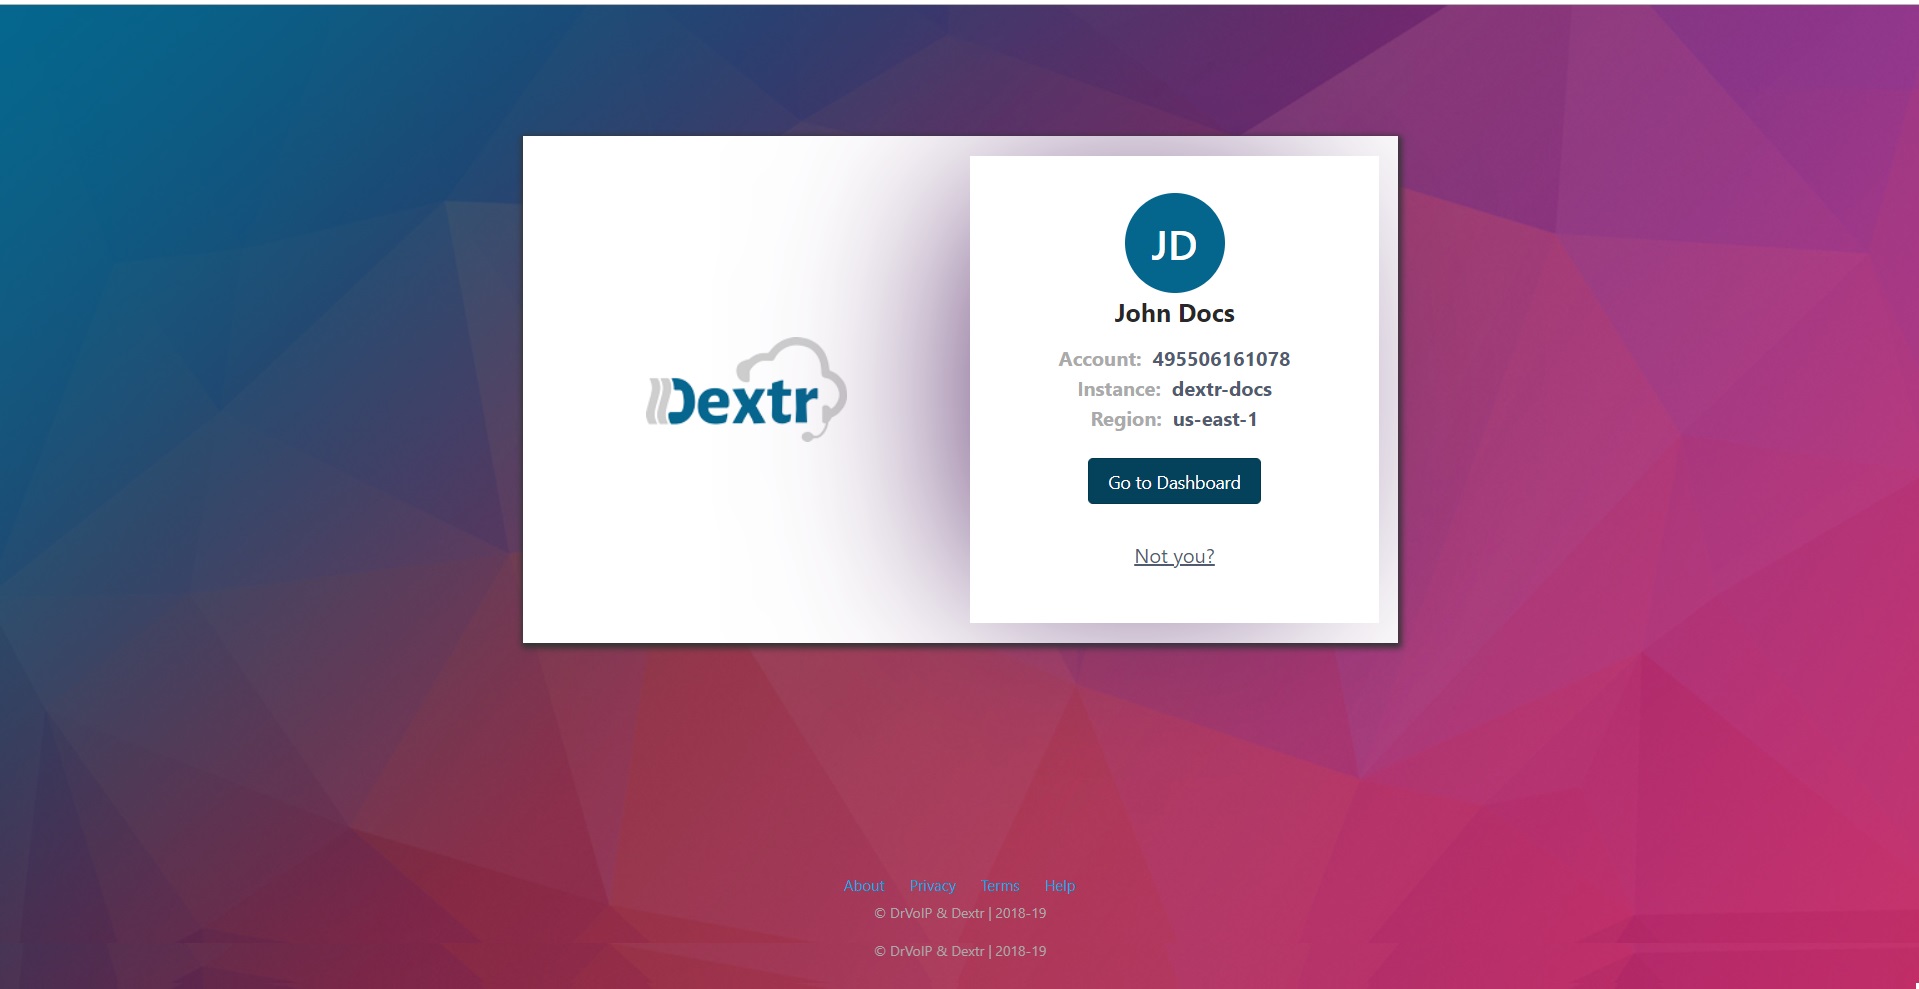 Dextr
JD
John Docs
Account: 495506161078
Instance: dextr-docs
Region: us-east-1
Go to Dashboard
Not you?
About Privacy Terms Help
© DrVoIP & Dextr | 2018-19
© DrVoIP & Dextr | 2018-19